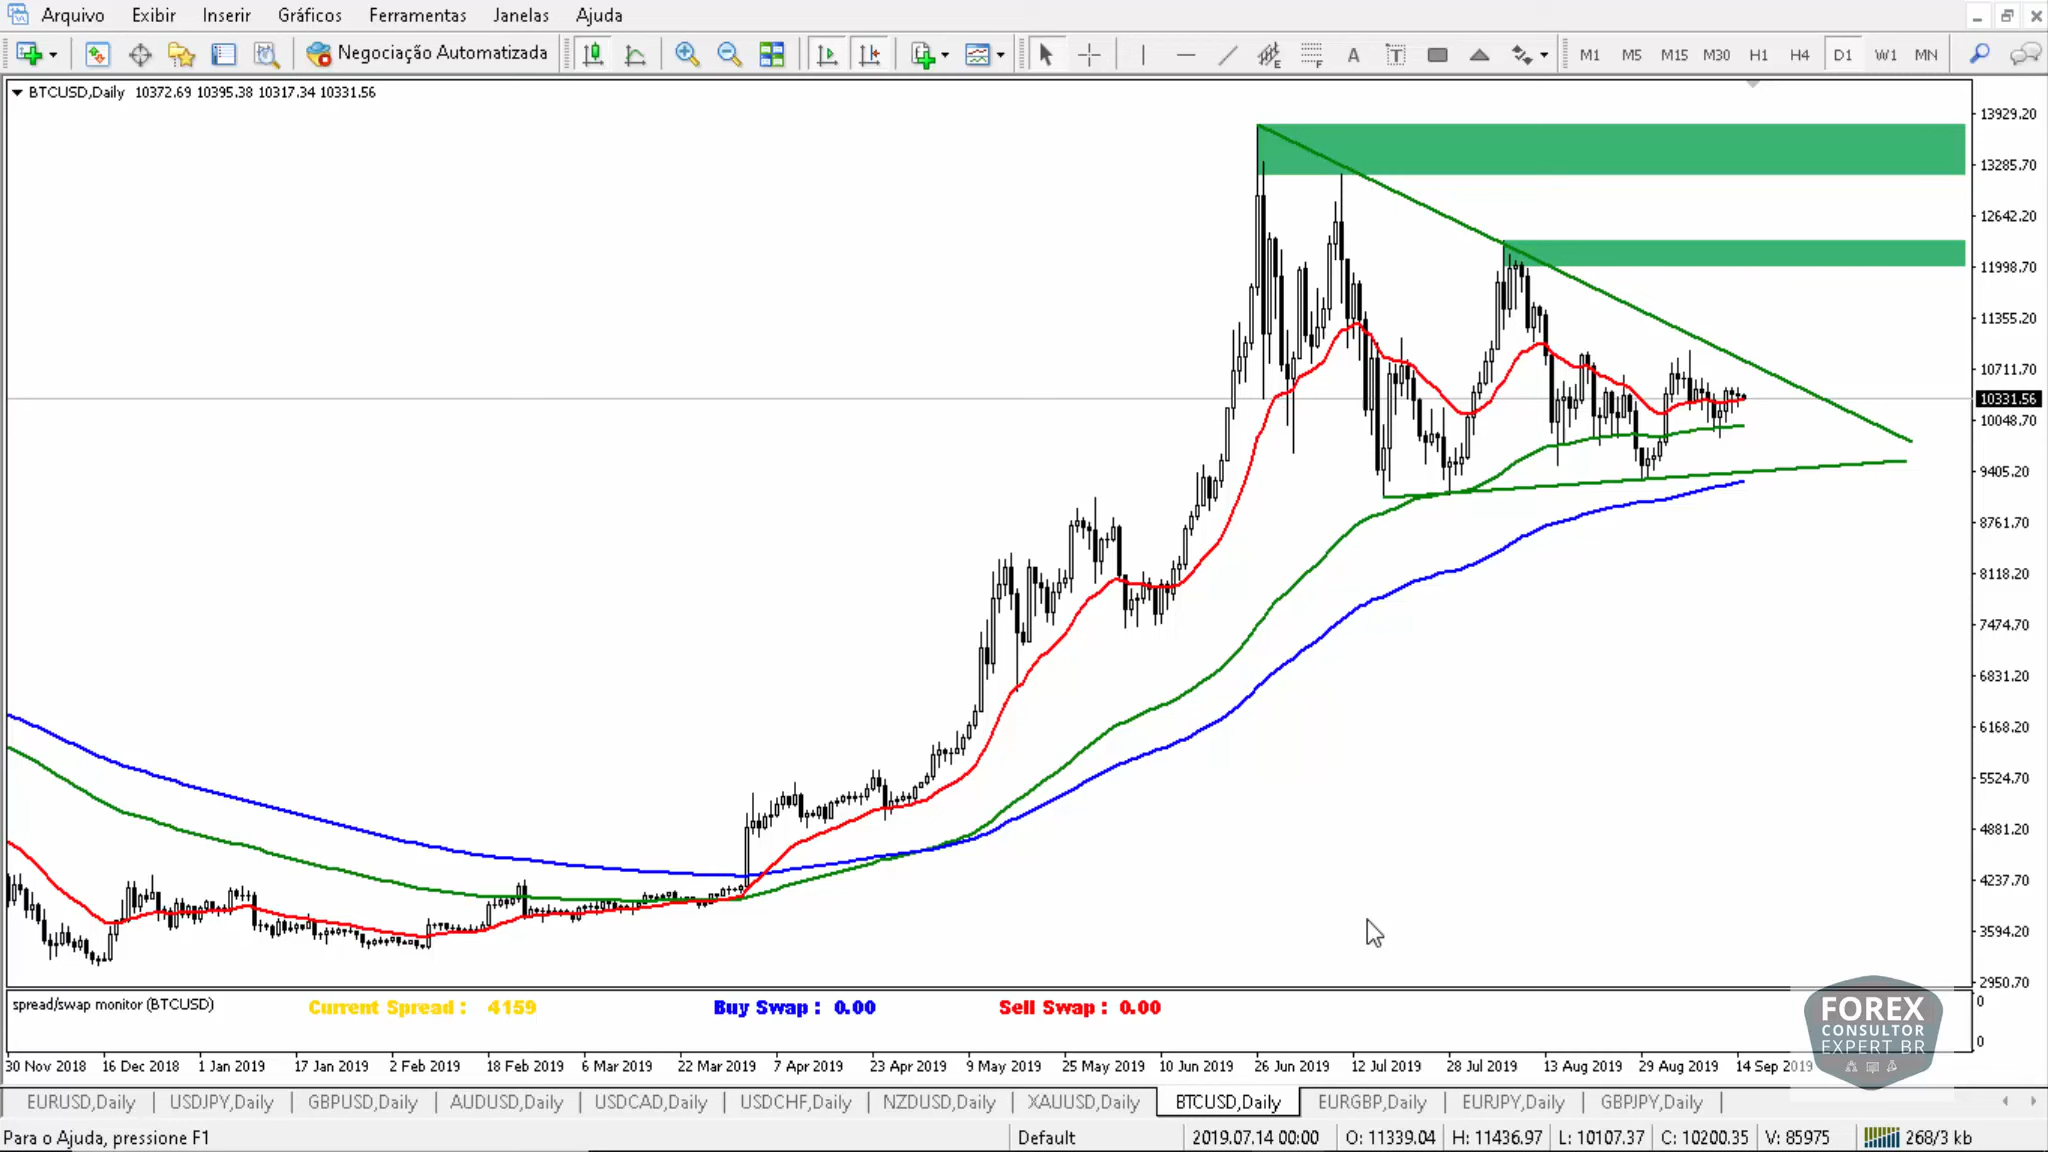 Arquivo Exibir Inserir Gráficos Ferramentas Janelas Ajuda
Negociação Automatizada M1 M5 M15 M30 H1 H4 D1 W1 MN
BTCUSD,Daily 10372.69 10395.38 10317.34 10331.56
13929.20
13285.70
12642.20
11998.70
11355.20
10711.70
10331.56
10048.70
9405.20
8761.70
8118.20
7474.70
6831.20
6168.20
5524.70
4881.20
4237.70
3594.20
2950.70
spread/swap monitor (BTCUSD) Current Spread : 4159 Buy Swap : 0.00 Sell Swap : 0.00
0
0
FOREX
CONSULTOR
EXPERT BR
30 Nov 2018 16 Dec 2018 1 Jan 2019 17 Jan 2019 2 Feb 2019 18 Feb 2019 6 Mar 2019 22 Mar 2019 7 Apr 2019 23 Apr 2019 9 May 2019 25 May 2019 10 Jun 2019 26 Jun 2019 12 Jul 2019 28 Jul 2019 13 Aug 2019 29 Aug 2019 14 Sep 2019
EURUSD,Daily USDJPY,Daily GBPUSD,Daily AUDUSD,Daily USDCAD,Daily USDCHF,Daily NZDUSD,Daily XAUUSD,Daily BTCUSD,Daily EURGBP,Daily EURJPY,Daily GBPJPY,Daily
Para o Ajuda, pressione F1 Default 2019.07.14 00:00 O: 11339.04 H: 11436.97 L: 10107.37 C: 10200.35 V: 85975 268/3 kb